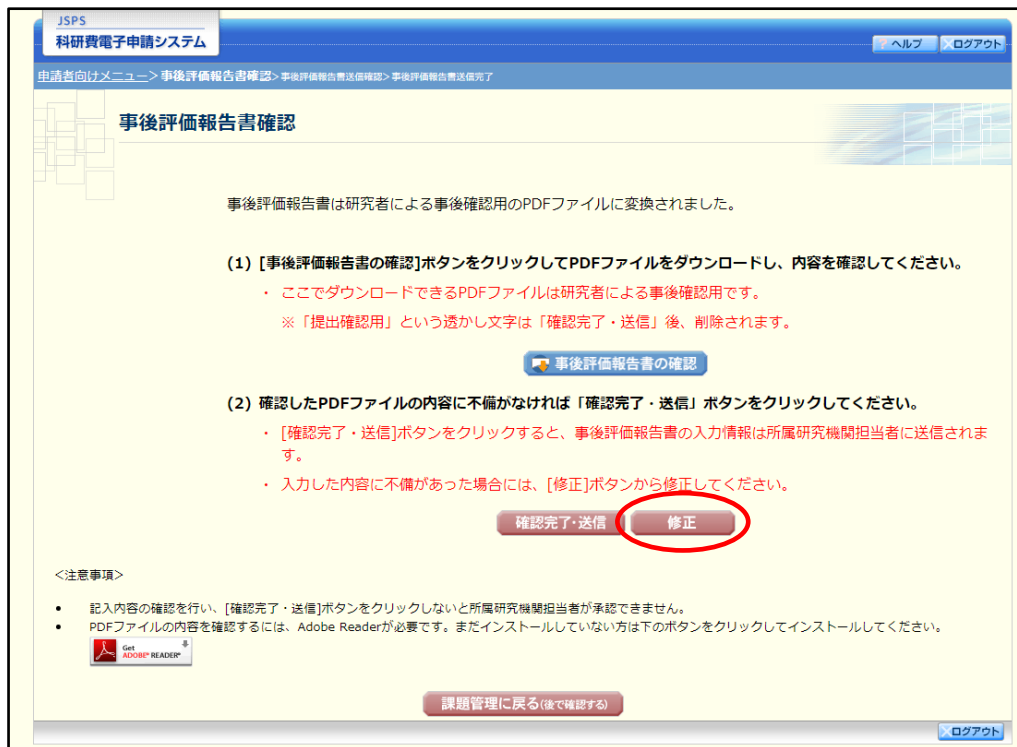 JSPS
科研費電子申請システム
? ヘルプ
ログアウト
申請者向けメニュー>事後評価報告書確認>事後評価報告書送信確認>事後評価報告書送信完了
事後評価報告書確認
事後評価報告書は研究者による事後確認用のPDFファイルに変換されました。
(1) [事後評価報告書の確認]ボタンをクリックしてPDFファイルをダウンロードし、内容を確認してください。
・ ここでダウンロードできるPDFファイルは研究者による事後確認用です。
※「提出確認用」という透かし文字は「確認完了・送信」後、削除されます。
事後評価報告書の確認
(2) 確認したPDFファイルの内容に不備がなければ「確認完了・送信」ボタンをクリックしてください。
・ [確認完了・送信]ボタンをクリックすると、事後評価報告書の入力情報は所属研究機関担当者に送信されま
す。
・ 入力した内容に不備があった場合には、[修正]ボタンから修正してください。
確認完了・送信
修正
<注意事項>
• 記入内容の確認を行い、[確認完了・送信]ボタンをクリックしないと所属研究機関担当者が承認できません。
• PDFファイルの内容を確認するには、Adobe Readerが必要です。まだインストールしていない方は下のボタンをクリックしてインストールしてください。
Get
ADOBE® READER®
課題管理に戻る(後で確認する)
ログアウト